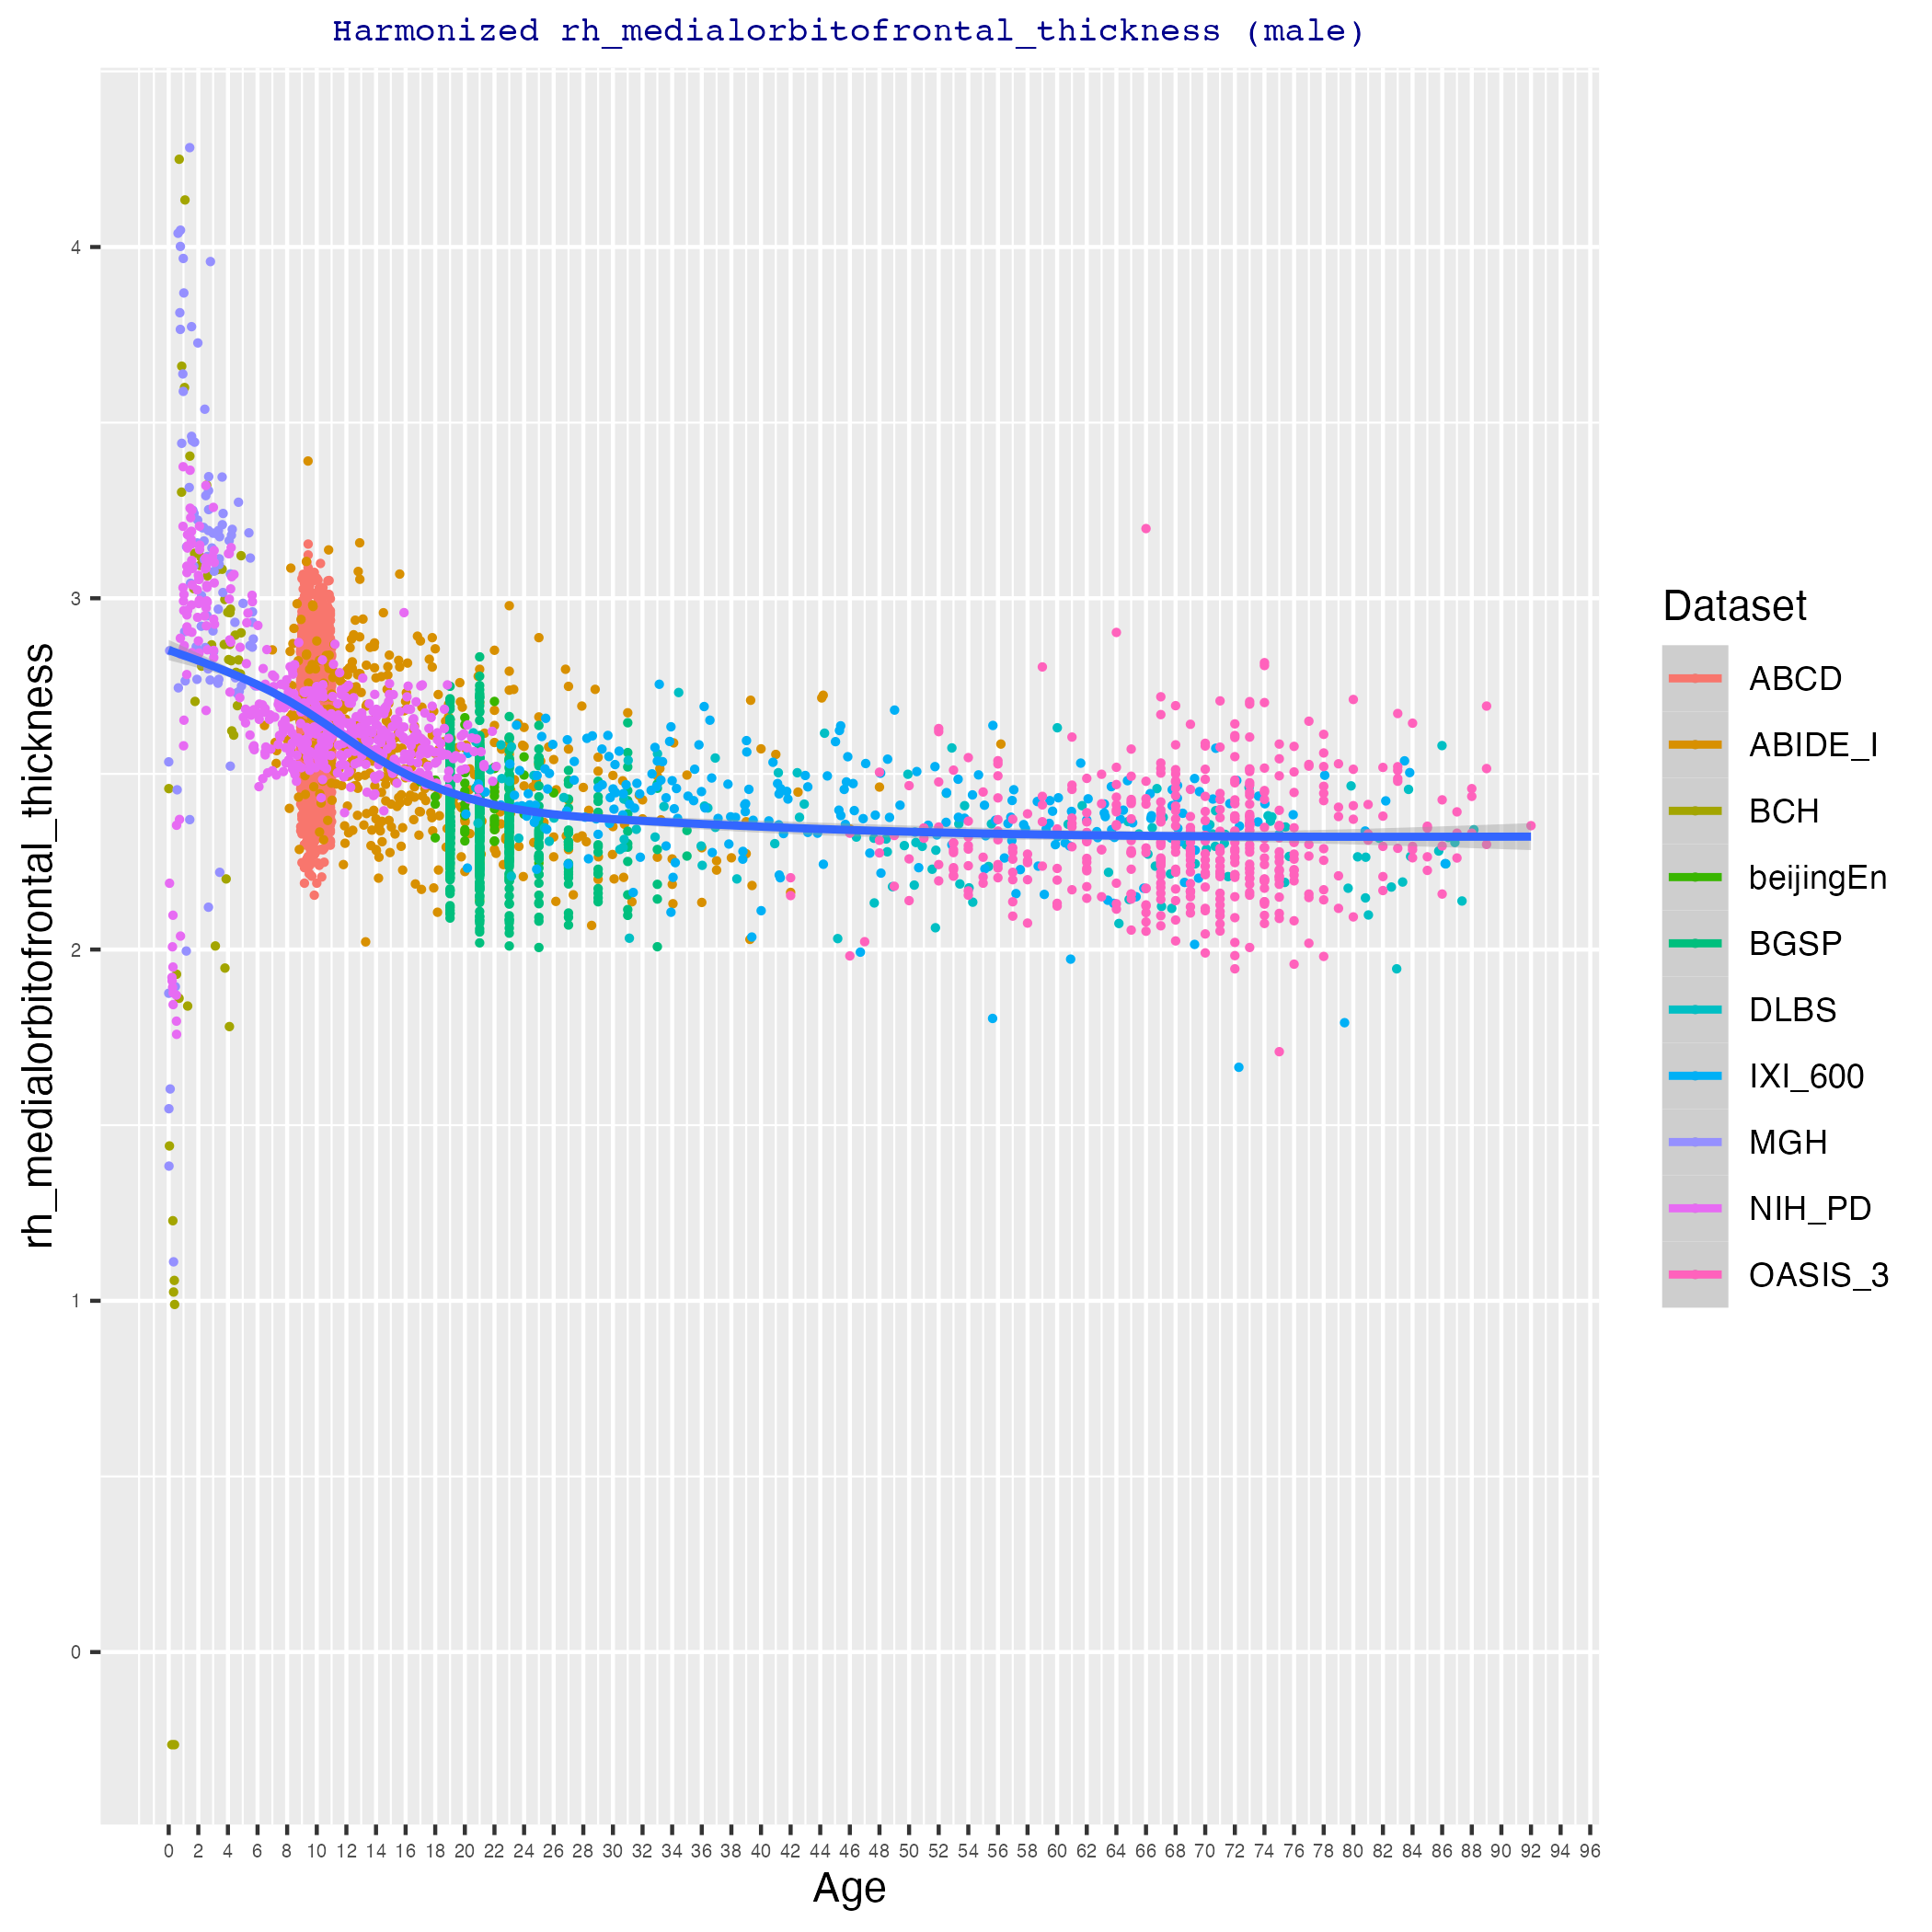 Harmonized rh_medialorbitofrontal_thickness (male)
rh_medialorbitofrontal_thickness
4
3
2
1
0
0 2 4 6 8 10 12 14 16 18 20 22 24 26 28 30 32 34 36 38 40 42 44 46 48 50 52 54 56 58 60 62 64 66 68 70 72 74 76 78 80 82 84 86 88 90 92 94 96
Age
Dataset
ABCD
ABIDE_I
BCH
beijingEn
BGSP
DLBS
IXI_600
MGH
NIH_PD
OASIS_3